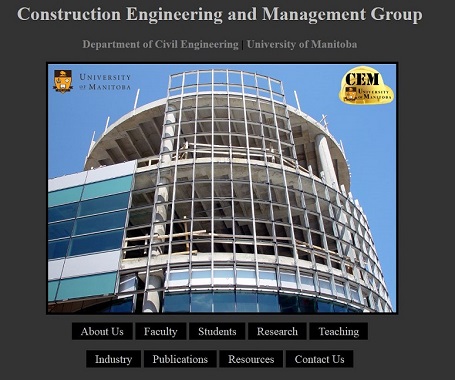 Construction Engineering and Management Group
Department of Civil Engineering | University of Manitoba
University
of Manitoba
CEM
University
of Manitoba
About Us Faculty Students Research Teaching
Industry Publications Resources Contact Us